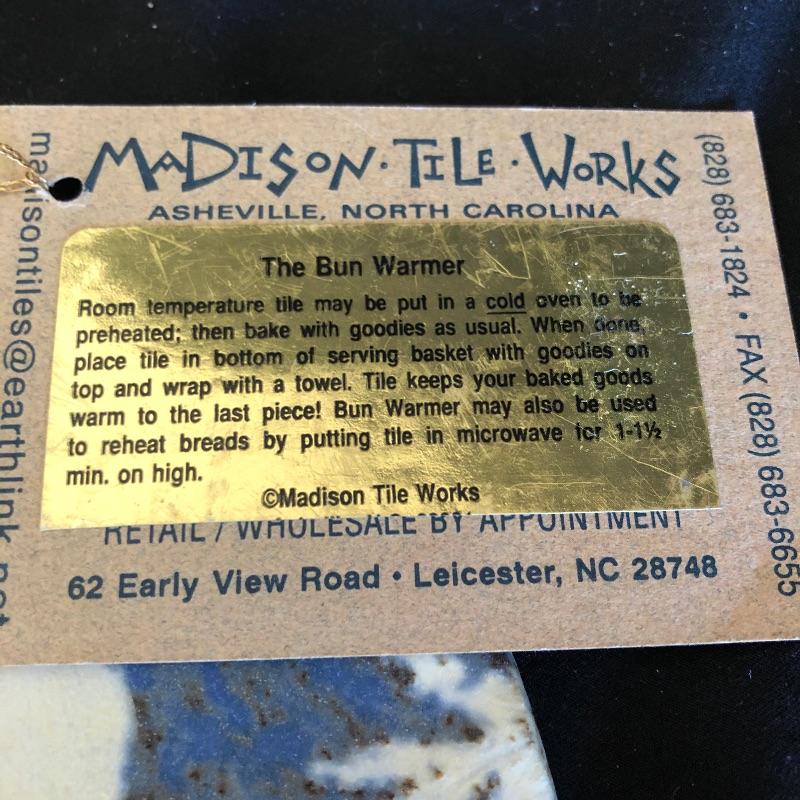 MADISON · TILE · WORKS
ASHEVILLE, NORTH CAROLINA
The Bun Warmer
Room temperature tile may be put in a cold oven to be
preheated; then bake with goodies as usual. When done,
place tile in bottom of serving basket with goodies on
top and wrap with a towel. Tile keeps your baked goods
warm to the last piece! Bun Warmer may also be used
to reheat breads by putting tile in microwave for 1-1½
min. on high.
©Madison Tile Works
RETAIL / WHOLESALE BY APPOINTMENT
62 Early View Road • Leicester, NC 28748
madisontiles@earthlink.net
(828) 683-1824 • FAX (828) 683-6655